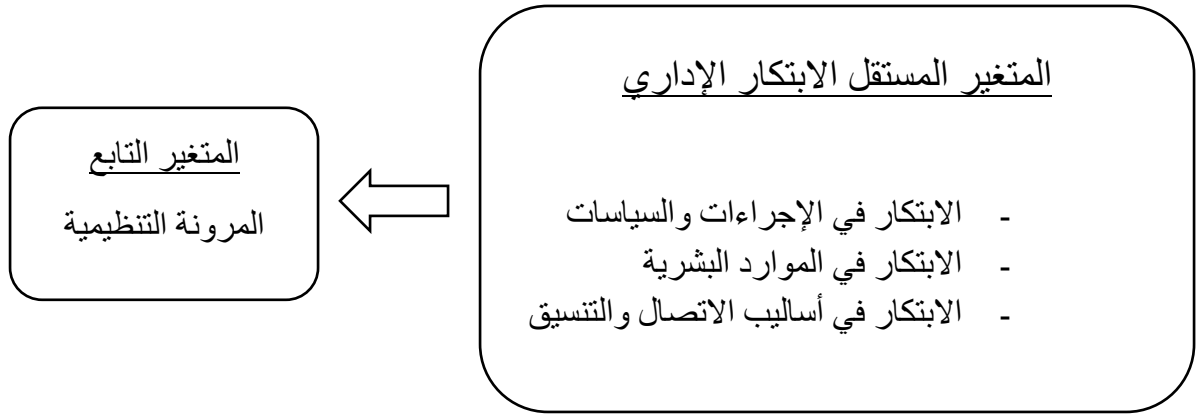 المتغير المستقل الابتكار الإداري
- الابتكار في الإجراءات والسياسات
- الابتكار في الموارد البشرية
- الابتكار في أساليب الاتصال والتنسيق
المتغير التابع
المرونة التنظيمية